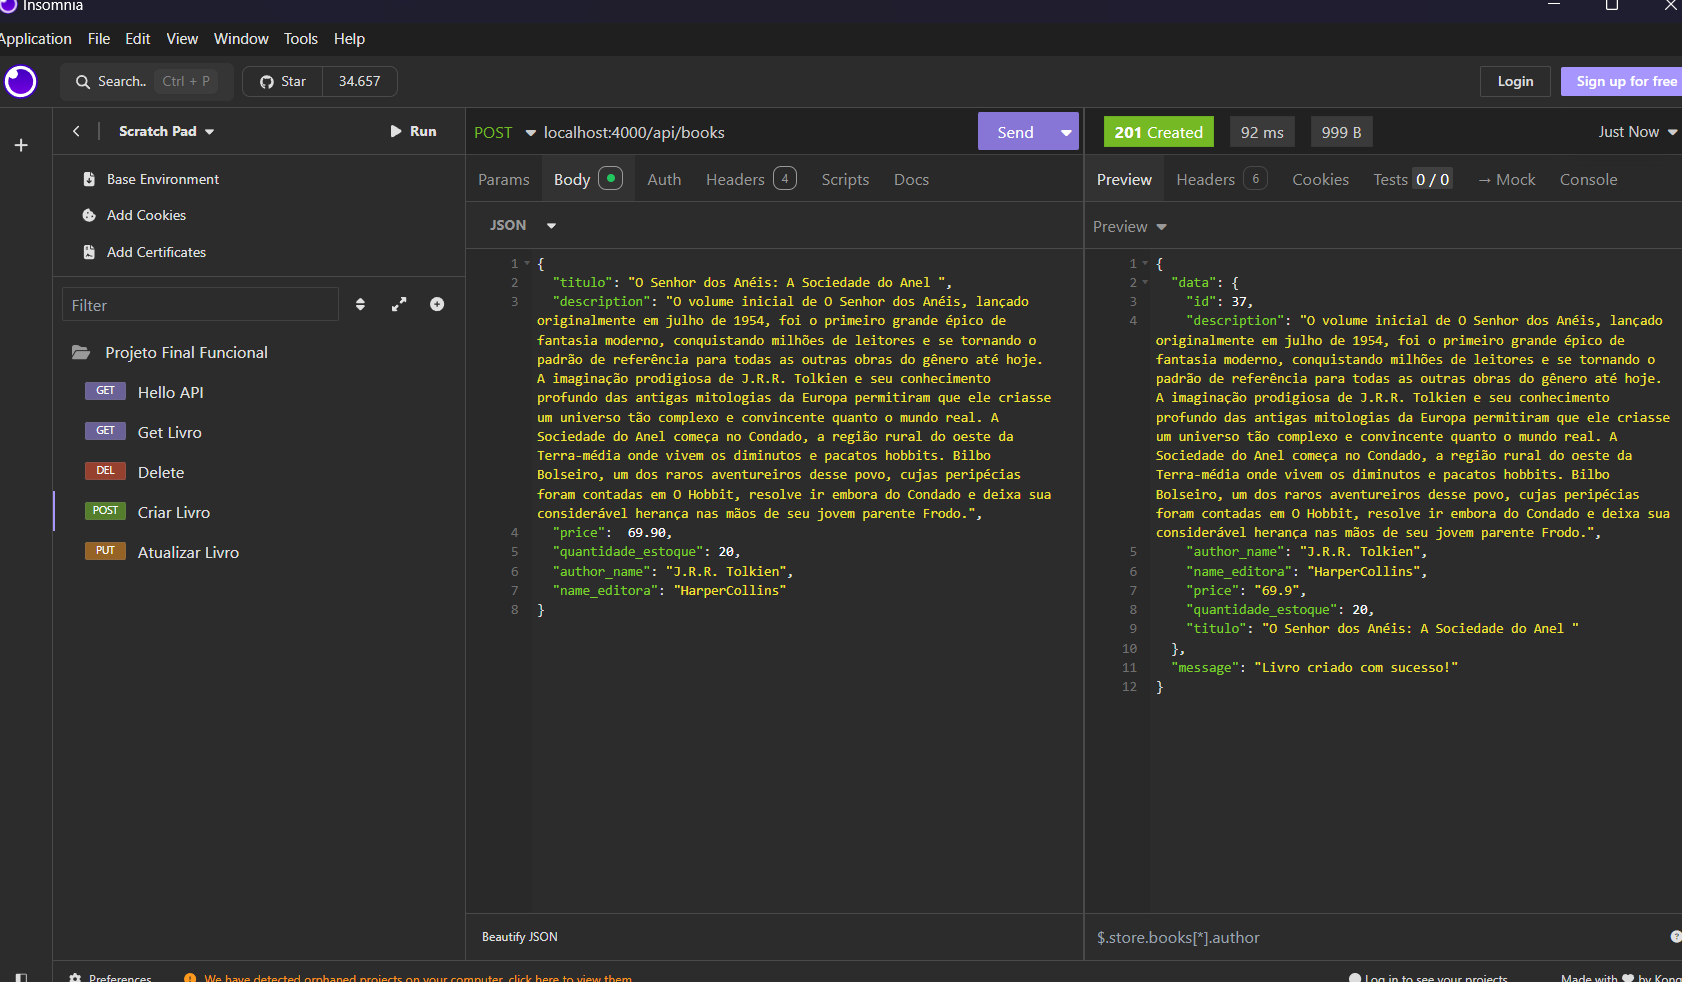 Insomnia
Application File Edit View Window Tools Help
Search.. Ctrl + P Star 34.657 Login Sign up for free
Scratch Pad Run
Base Environment
Add Cookies
Add Certificates
Filter
Projeto Final Funcional
GET Hello API
GET Get Livro
DEL Delete
POST Criar Livro
PUT Atualizar Livro
POST localhost:4000/api/books Send
Params Body Auth Headers 4 Scripts Docs
JSON
1 {
2 "titulo": "O Senhor dos Anéis: A Sociedade do Anel ",
3 "description": "O volume inicial de O Senhor dos Anéis, lançado
originalmente em julho de 1954, foi o primeiro grande épico de
fantasia moderno, conquistando milhões de leitores e se tornando o
padrão de referência para todas as outras obras do gênero até hoje.
A imaginação prodigiosa de J.R.R. Tolkien e seu conhecimento
profundo das antigas mitologias da Europa permitiram que ele criasse
um universo tão complexo e convincente quanto o mundo real. A
Sociedade do Anel começa no Condado, a região rural do oeste da
Terra-média onde vivem os diminutos e pacatos hobbits. Bilbo
Bolseiro, um dos raros aventureiros desse povo, cujas peripécias
foram contadas em O Hobbit, resolve ir embora do Condado e deixa sua
considerável herança nas mãos de seu jovem parente Frodo.",
4 "price": 69.90,
5 "quantidade_estoque": 20,
6 "author_name": "J.R.R. Tolkien",
7 "name_editora": "HarperCollins"
8 }
Beautify JSON
201 Created 92 ms 999 B Just Now
Preview Headers 6 Cookies Tests 0 / 0 → Mock Console
Preview
1 {
2 "data": {
3 "id": 37,
4 "description": "O volume inicial de O Senhor dos Anéis, lançado
originalmente em julho de 1954, foi o primeiro grande épico de
fantasia moderno, conquistando milhões de leitores e se tornando o
padrão de referência para todas as outras obras do gênero até hoje.
A imaginação prodigiosa de J.R.R. Tolkien e seu conhecimento
profundo das antigas mitologias da Europa permitiram que ele criasse
um universo tão complexo e convincente quanto o mundo real. A
Sociedade do Anel começa no Condado, a região rural do oeste da
Terra-média onde vivem os diminutos e pacatos hobbits. Bilbo
Bolseiro, um dos raros aventureiros desse povo, cujas peripécias
foram contadas em O Hobbit, resolve ir embora do Condado e deixa sua
considerável herança nas mãos de seu jovem parente Frodo.",
5 "author_name": "J.R.R. Tolkien",
6 "name_editora": "HarperCollins",
7 "price": "69.9",
8 "quantidade_estoque": 20,
9 "titulo": "O Senhor dos Anéis: A Sociedade do Anel "
10 },
11 "message": "Livro criado com sucesso!"
12 }
$.store.books[*].author
Preferences We have detected orphaned projects on your computer, click here to view them. Log in to see your projects Made with by Kong